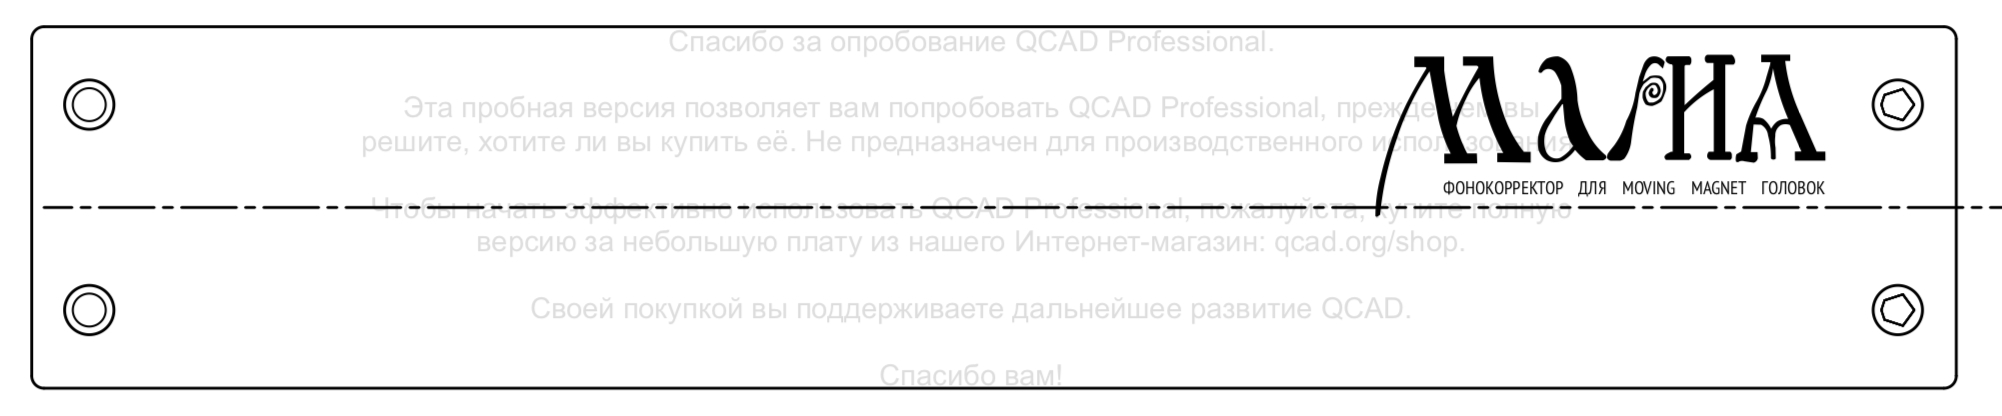 Спасибо за опробование QCAD Professional.
МАГИЯ
Эта пробная версия позволяет вам попробовать QCAD Professional, прежде чем вы
решите, хотите ли вы купить её. Не предназначен для производственного использования.
ФОНОКОРРЕКТОР ДЛЯ MOVING MAGNET ГОЛОВОК
Чтобы начать эффективно использовать QCAD Professional, пожалуйста, купите полную
версию за небольшую плату из нашего Интернет-магазин: qcad.org/shop.
Своей покупкой вы поддерживаете дальнейшее развитие QCAD.
Спасибо вам!